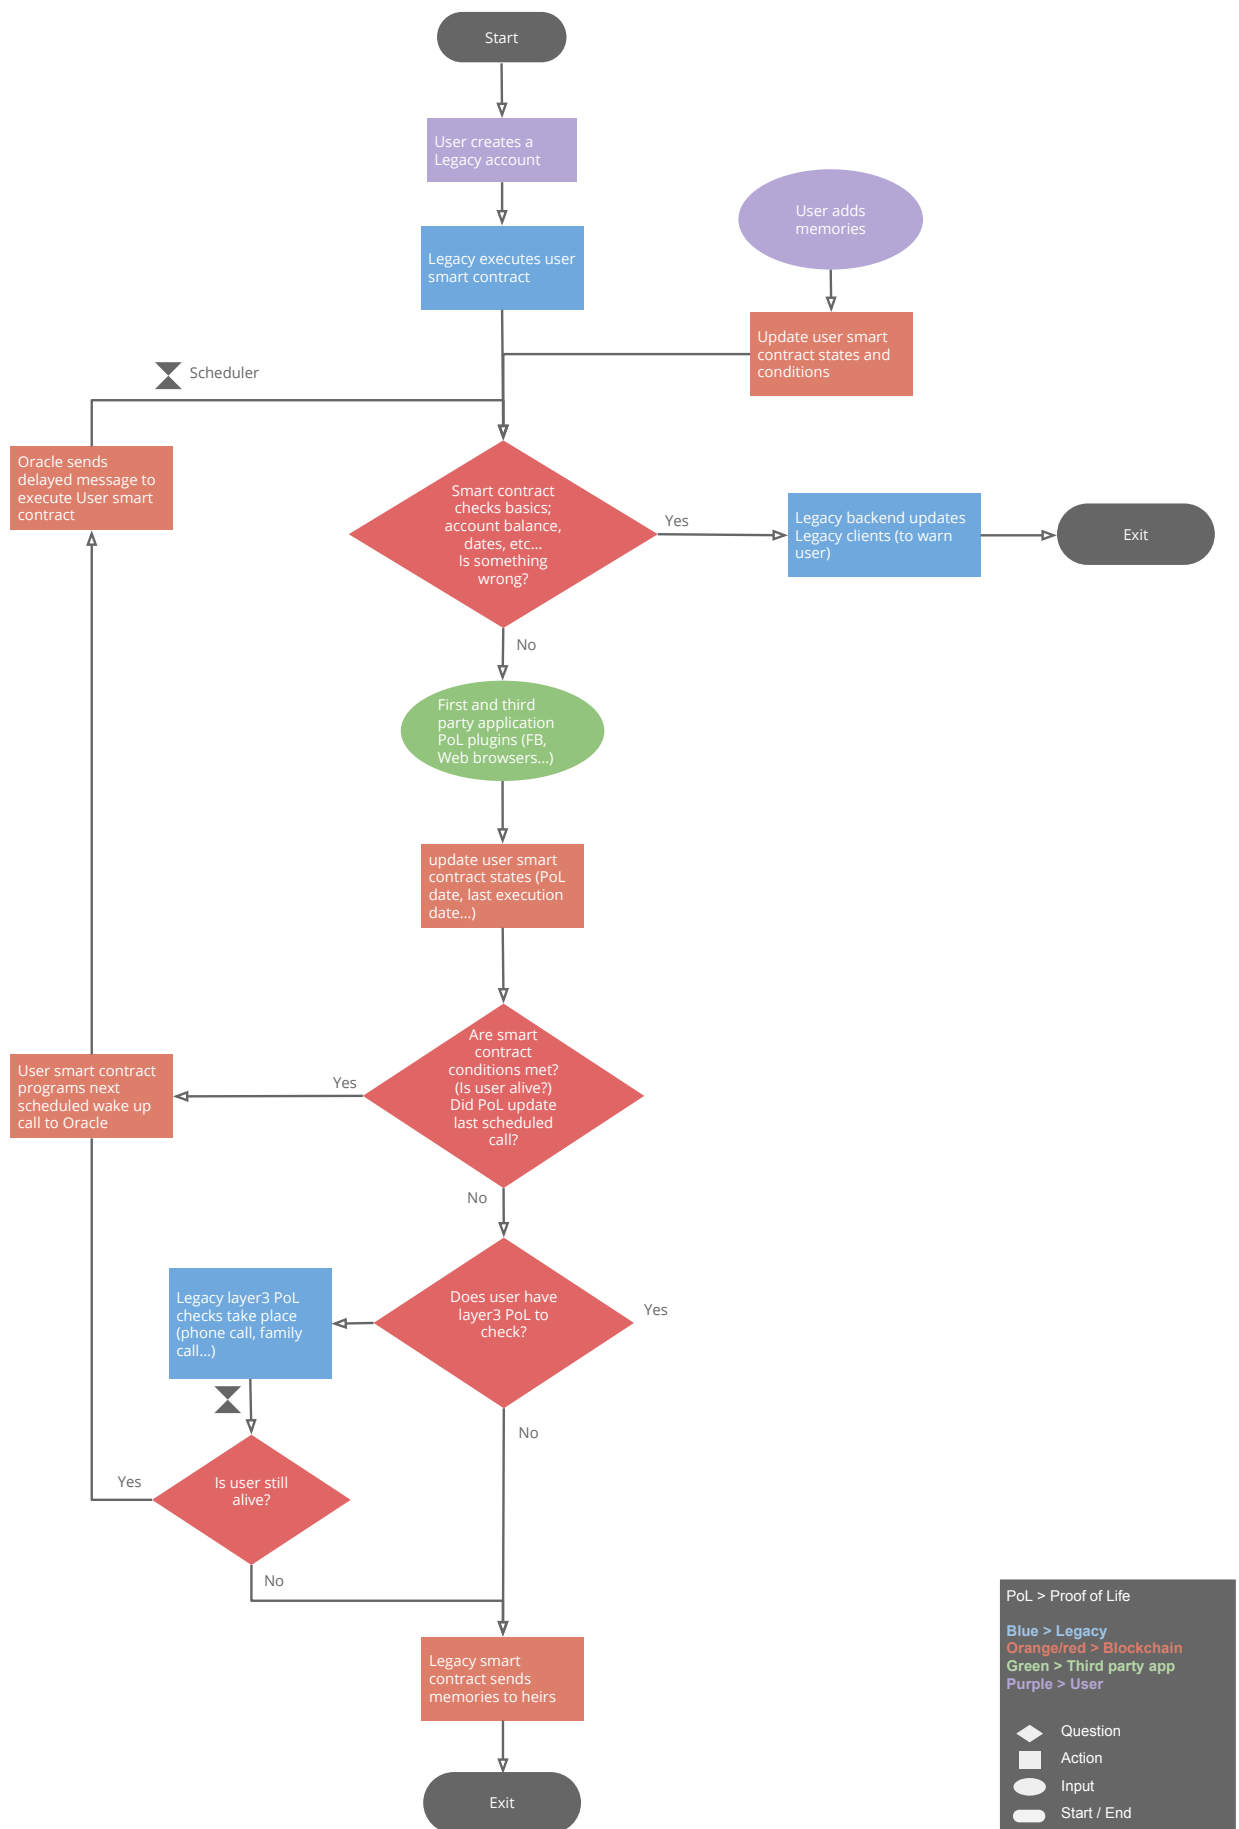 Start
User creates a
Legacy account
User adds
memories
Legacy executes user
smart contract
Update user smart
contract states and
conditions
Scheduler
Oracle sends
delayed message to
execute User smart
contract
Smart contract
checks basics;
account balance,
dates, etc...
Is something
wrong?
Yes
Legacy backend updates
Legacy clients (to warn
user)
Exit
No
First and third
party application
PoL plugins (FB,
Web browsers...)
update user smart
contract states (PoL
date, last execution
date...)
Are smart
contract
conditions met?
(Is user alive?)
Did PoL update
last scheduled
call?
Yes
User smart contract
programs next
scheduled wake up
call to Oracle
No
Does user have
layer3 PoL to
check?
Yes
Legacy layer3 PoL
checks take place
(phone call, family
call...)
No
Is user still
alive?
Yes
No
Legacy smart
contract sends
memories to heirs
Exit
PoL > Proof of Life
Blue > Legacy
Orange/red > Blockchain
Green > Third party app
Purple > User
Question
Action
Input
Start / End